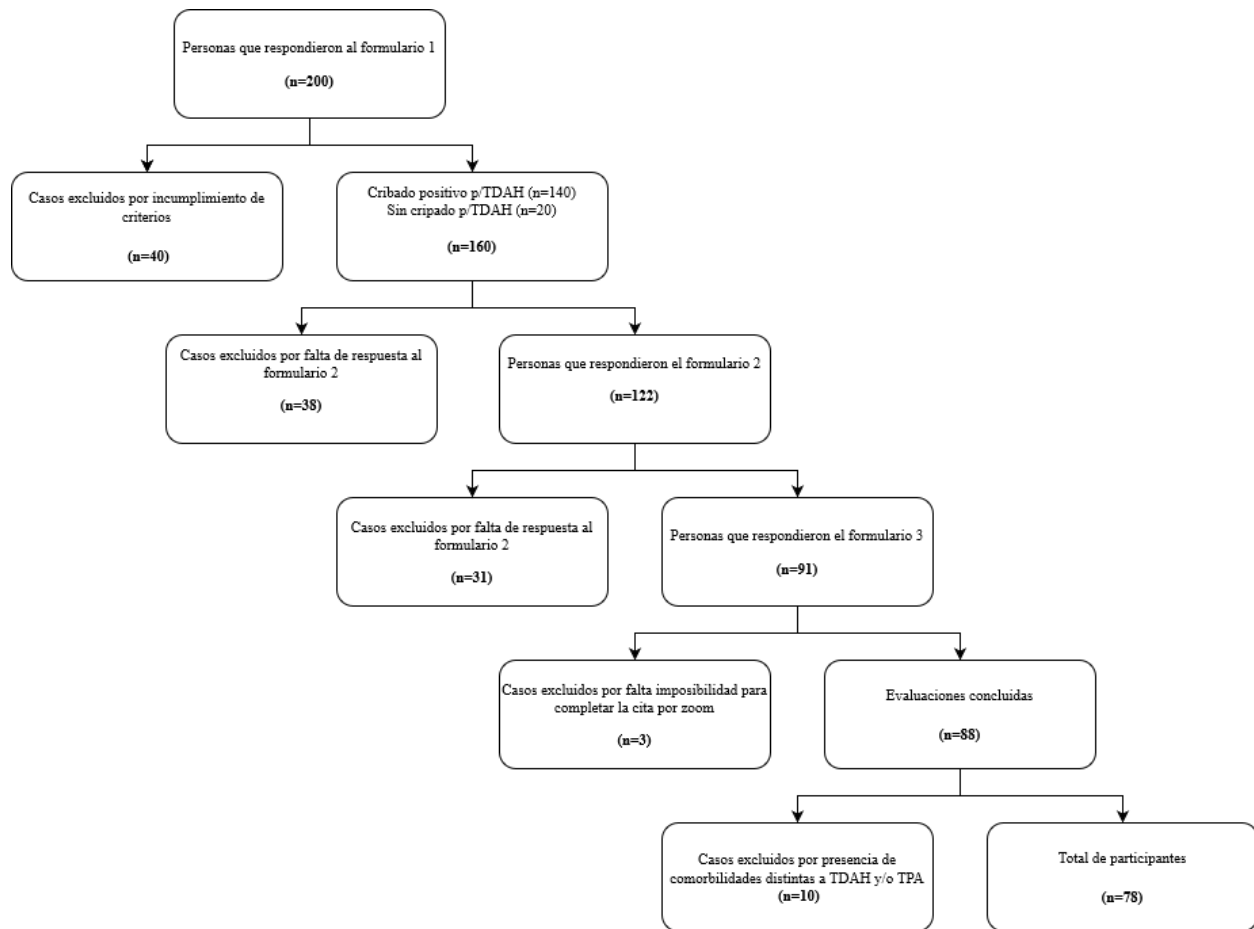 Personas que respondieron al formulario 1
(n=200)
Casos excluidos por incumplimiento de
criterios
(n=40)
Cribado positivo p/TDAH (n=140)
Sin cripado p/TDAH (n=20)
(n=160)
Casos excluidos por falta de respuesta al
formulario 2
(n=38)
Personas que respondieron el formulario 2
(n=122)
Casos excluidos por falta de respuesta al
formulario 2
(n=31)
Personas que respondieron el formulario 3
(n=91)
Casos excluidos por falta imposibilidad para
completar la cita por zoom
(n=3)
Evaluaciones concluidas
(n=88)
Casos excluidos por presencia de
comorbilidades distintas a TDAH y/o TPA
(n=10)
Total de participantes
(n=78)